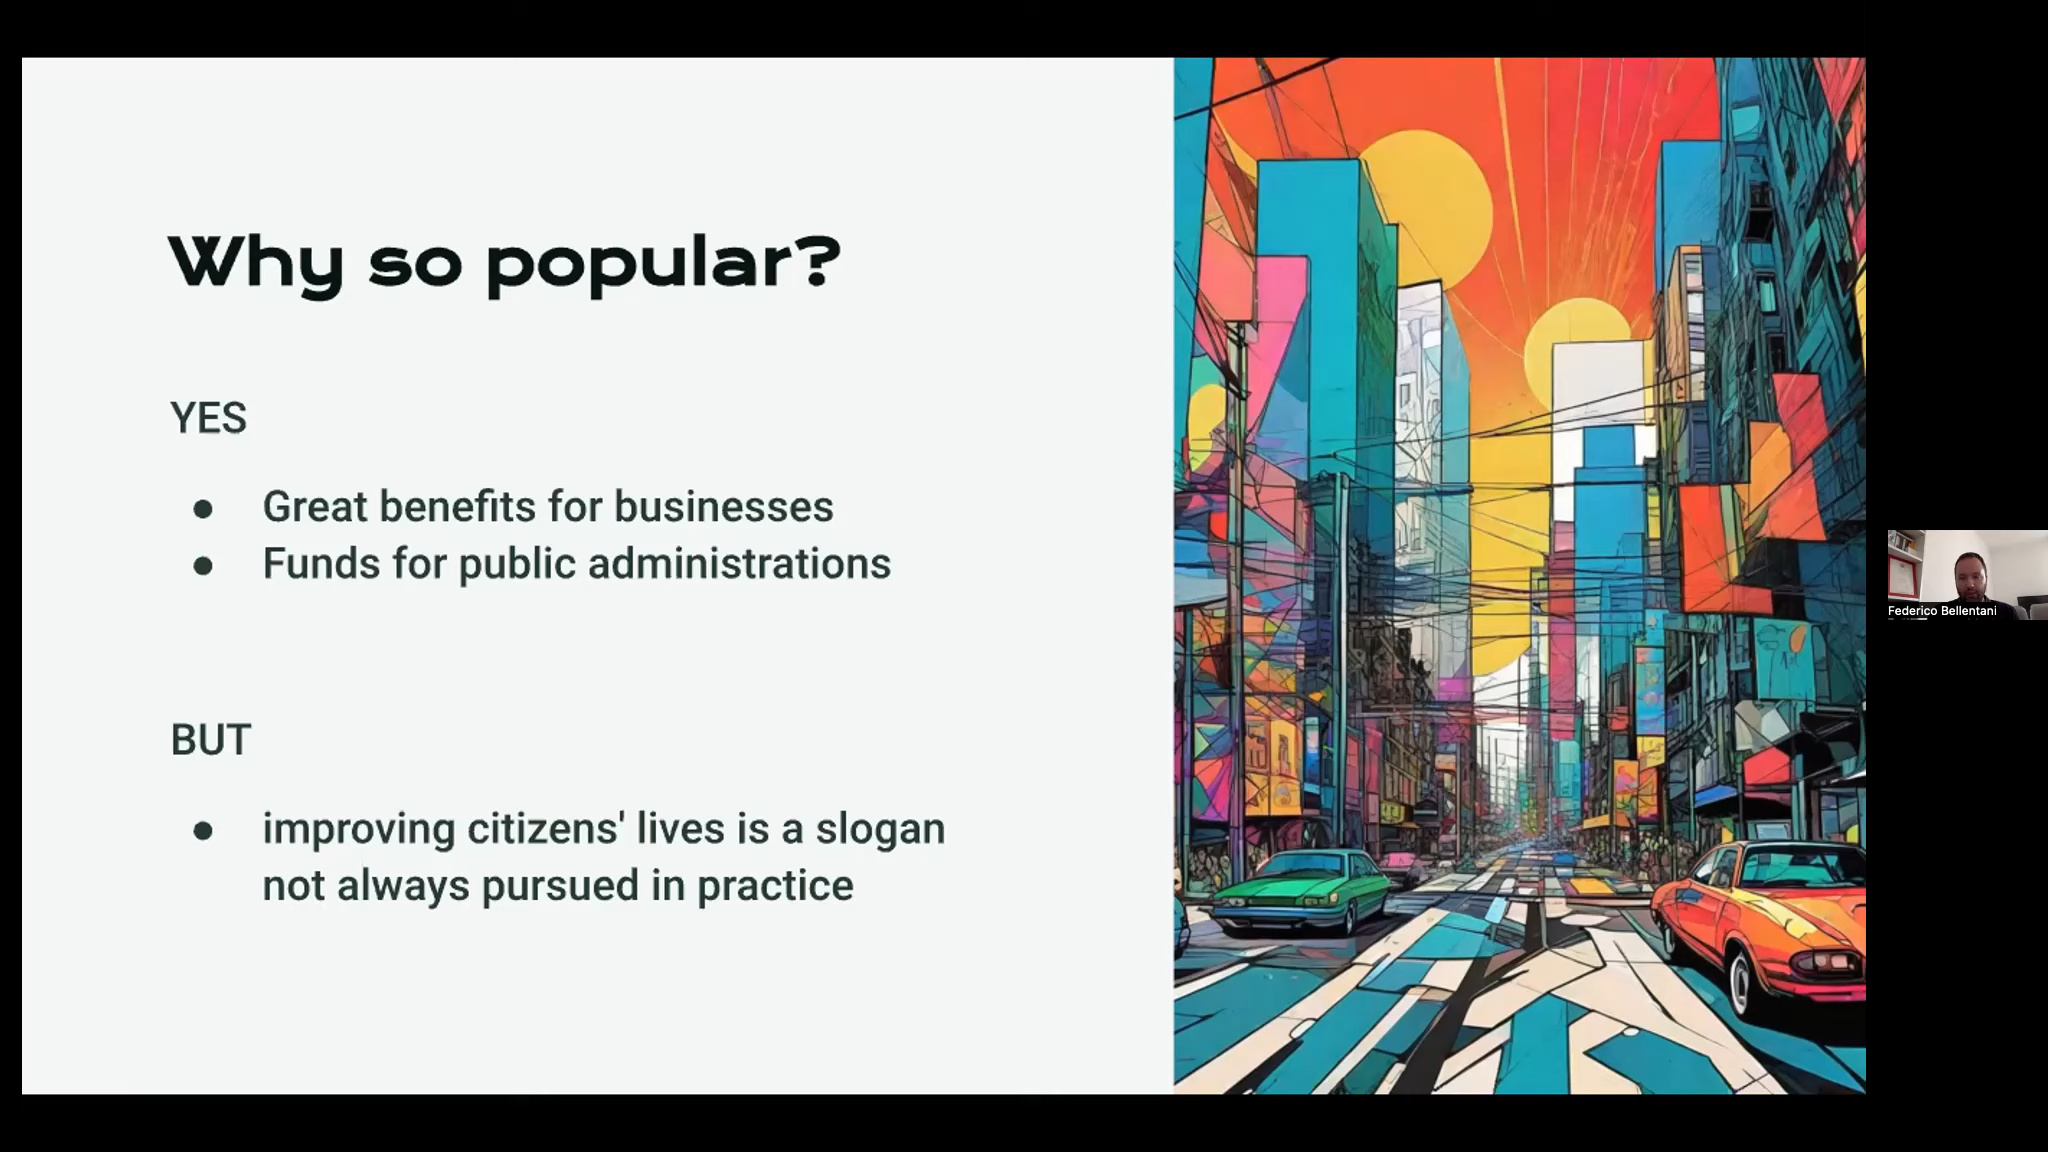 Why so popular?
YES
● Great benefits for businesses
● Funds for public administrations
BUT
● improving citizens' lives is a slogan
not always pursued in practice
Federico Bellentani